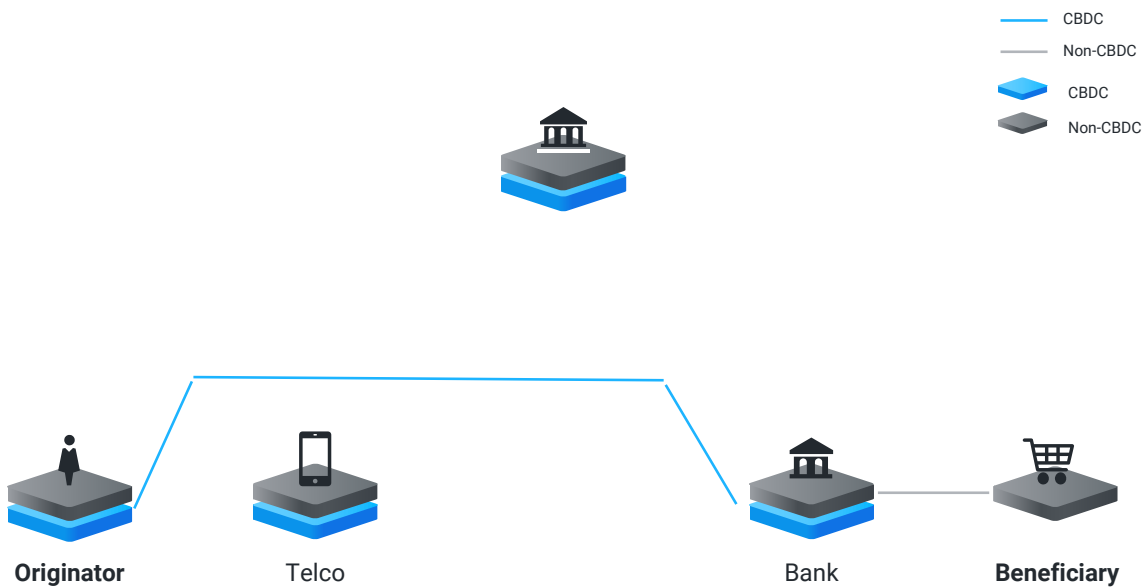 CBDC
Non-CBDC
CBDC
Non-CBDC
Originator
Telco
Bank
Beneficiary